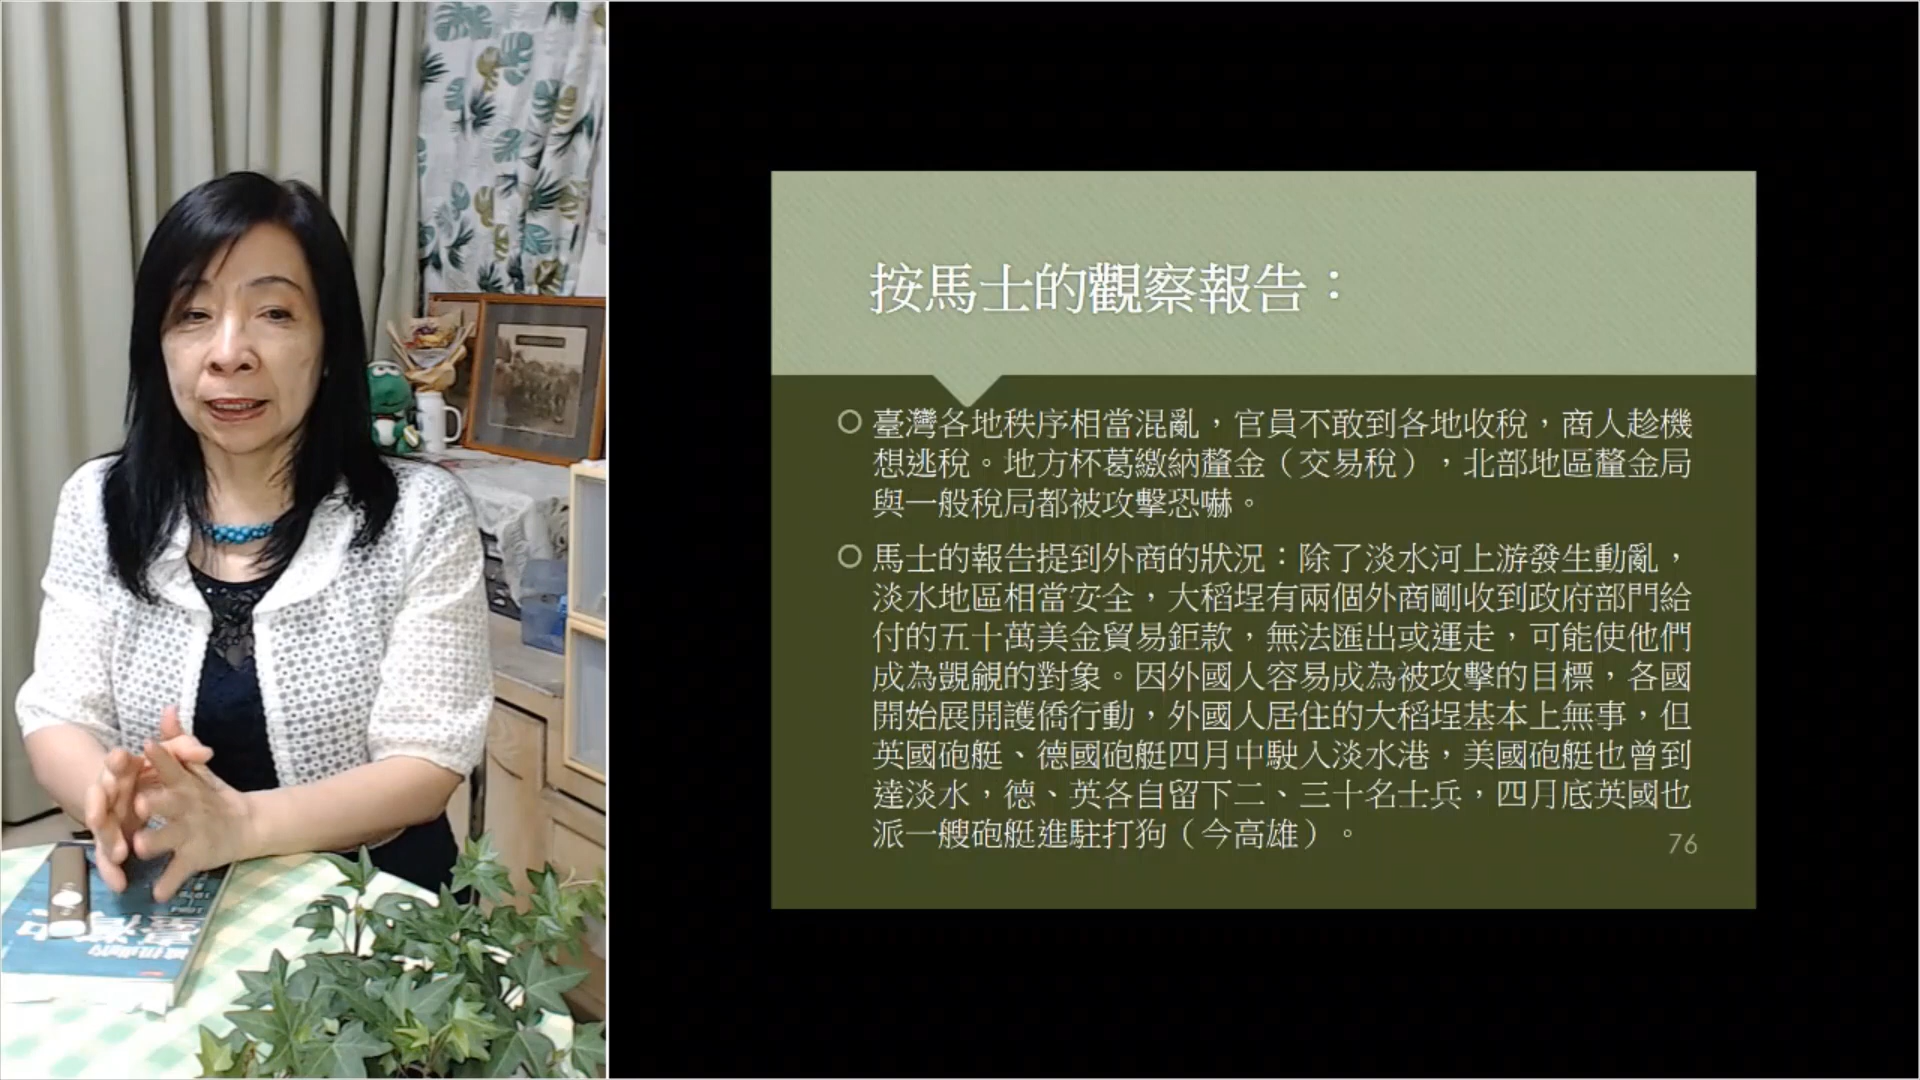 按馬士的觀察報告：
臺灣各地秩序相當混亂，官員不敢到各地收稅，商人趁機
想逃稅。地方杯葛繳納釐金（交易稅），北部地區釐金局
與一般稅局都被攻擊恐嚇。
馬士的報告提到外商的狀況：除了淡水河上游發生動亂，
淡水地區相當安全，大稻埕有兩個外商剛收到政府部門給
付的五十萬美金貿易鉅款，無法匯出或運走，可能使他們
成為覬覦的對象。因外國人容易成為被攻擊的目標，各國
開始展開護僑行動，外國人居住的大稻埕基本上無事，但
英國砲艇、德國砲艇四月中駛入淡水港，美國砲艇也曾到
達淡水，德、英各自留下二、三十名士兵，四月底英國也
派一艘砲艇進駐打狗（今高雄）。
76